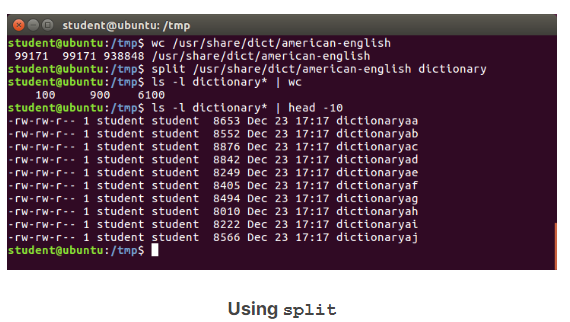 student@ubuntu: /tmp
student@ubuntu:/tmp$ wc /usr/share/dict/american-english
 99171  99171 938848 /usr/share/dict/american-english
student@ubuntu:/tmp$ split /usr/share/dict/american-english dictionary
student@ubuntu:/tmp$ ls -l dictionary* | wc
    100     900    6100
student@ubuntu:/tmp$ ls -l dictionary* | head -10
-rw-rw-r-- 1 student student  8653 Dec 23 17:17 dictionaryaa
-rw-rw-r-- 1 student student  8552 Dec 23 17:17 dictionaryab
-rw-rw-r-- 1 student student  8876 Dec 23 17:17 dictionaryac
-rw-rw-r-- 1 student student  8842 Dec 23 17:17 dictionaryad
-rw-rw-r-- 1 student student  8249 Dec 23 17:17 dictionaryae
-rw-rw-r-- 1 student student  8405 Dec 23 17:17 dictionaryaf
-rw-rw-r-- 1 student student  8494 Dec 23 17:17 dictionaryag
-rw-rw-r-- 1 student student  8010 Dec 23 17:17 dictionaryah
-rw-rw-r-- 1 student student  8222 Dec 23 17:17 dictionaryai
-rw-rw-r-- 1 student student  8566 Dec 23 17:17 dictionaryaj
student@ubuntu:/tmp$
Using split